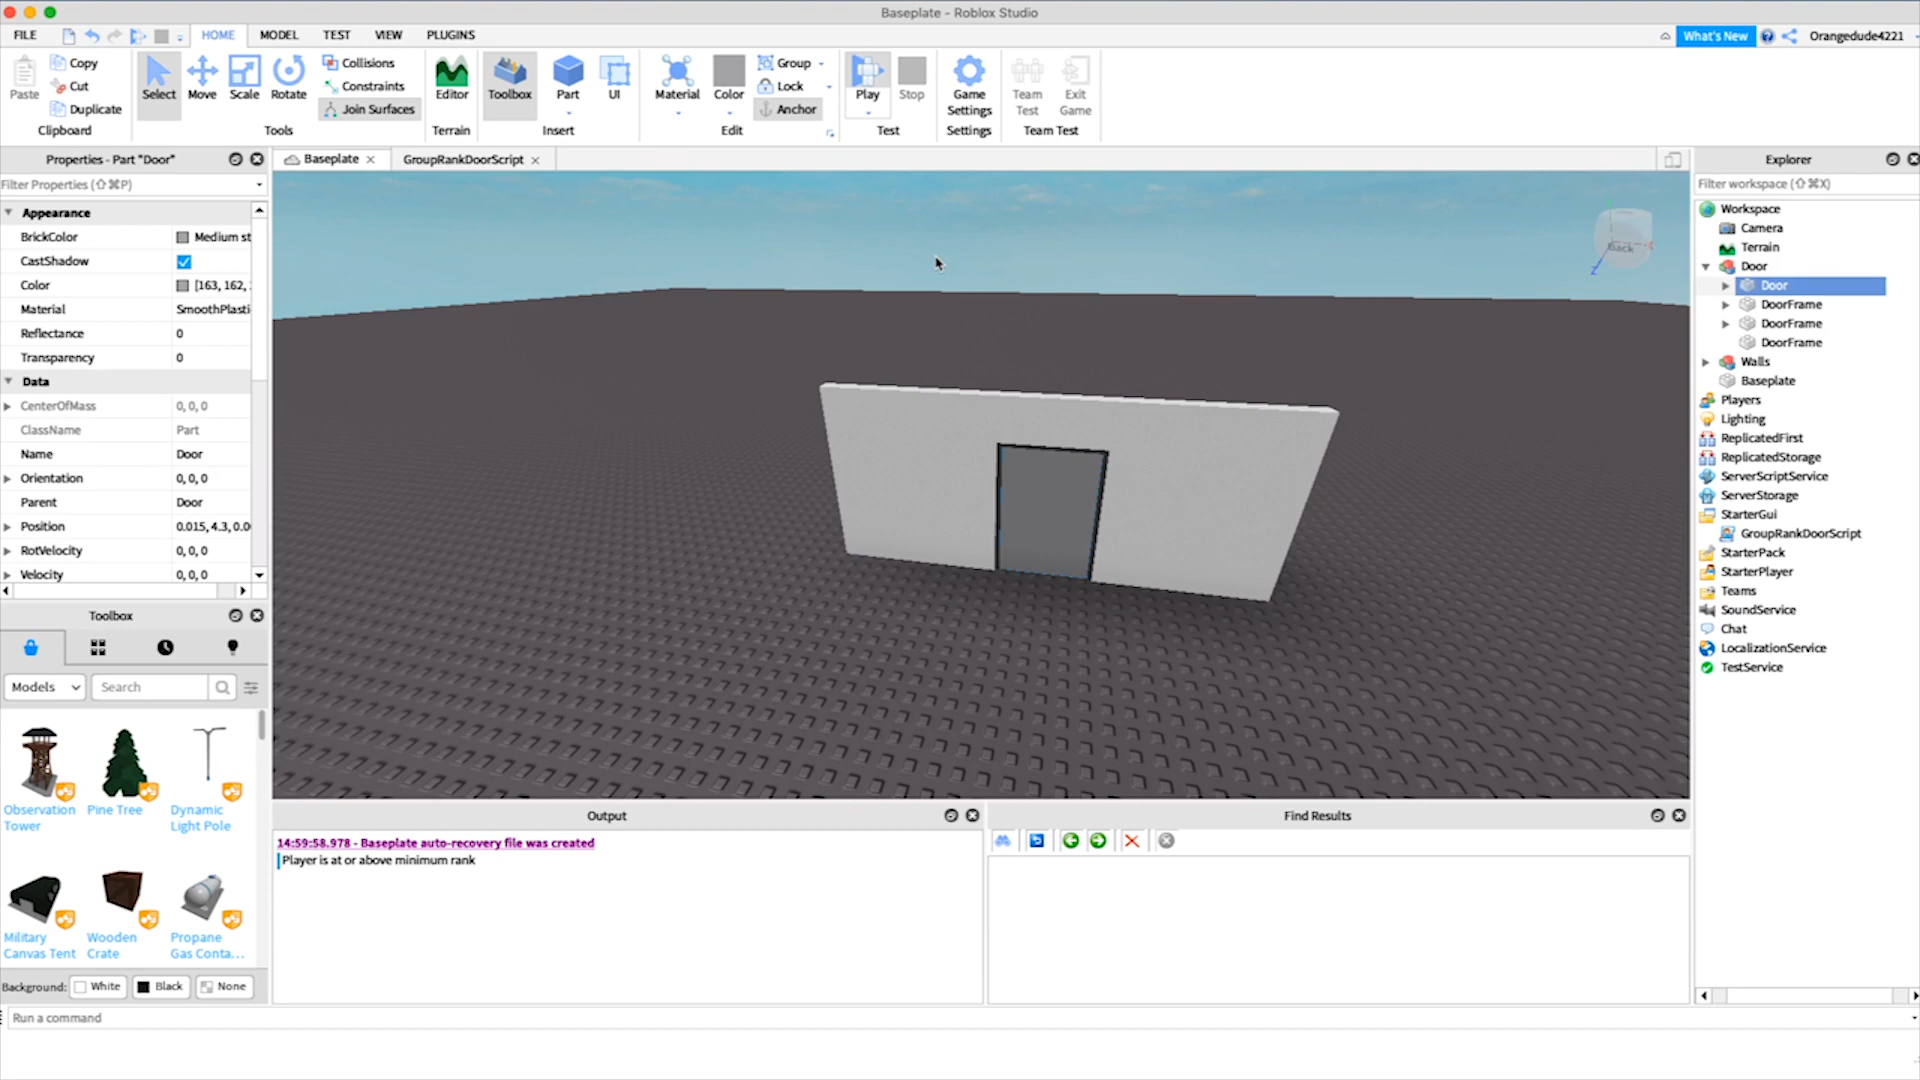 Baseplate - Roblox Studio
FILE HOME MODEL TEST VIEW PLUGINS What's New Orangedude4221
Paste Copy Cut Duplicate
Clipboard
Select Move Scale Rotate Collisions Constraints Join Surfaces
Tools
Editor
Terrain
Toolbox Part UI
Insert
Material Color Group Lock Anchor
Edit
Play Stop
Test
Game Settings
Settings
Team Test Exit Game
Team Test
Properties - Part "Door"
Filter Properties (⇧⌘P)
Appearance
BrickColor Medium st
CastShadow
Color [163, 162,
Material SmoothPlasti
Reflectance 0
Transparency 0
Data
CenterOfMass 0, 0, 0
ClassName Part
Name Door
Orientation 0, 0, 0
Parent Door
Position 0.015, 4.3, 0.0
RotVelocity 0, 0, 0
Velocity 0, 0, 0
Toolbox
Models Search
Observation Tower
Pine Tree
Dynamic Light Pole
Military Canvas Tent
Wooden Crate
Propane Gas Conta...
Background: White Black None
Run a command
Baseplate GroupRankDoorScript
Back
Z
Output
14:59:58.978 - Baseplate auto-recovery file was created
Player is at or above minimum rank
Find Results
Explorer
Filter workspace (⇧⌘X)
Workspace
Camera
Terrain
Door
Door
DoorFrame
DoorFrame
DoorFrame
Walls
Baseplate
Players
Lighting
ReplicatedFirst
ReplicatedStorage
ServerScriptService
ServerStorage
StarterGui
GroupRankDoorScript
StarterPack
StarterPlayer
Teams
SoundService
Chat
LocalizationService
TestService